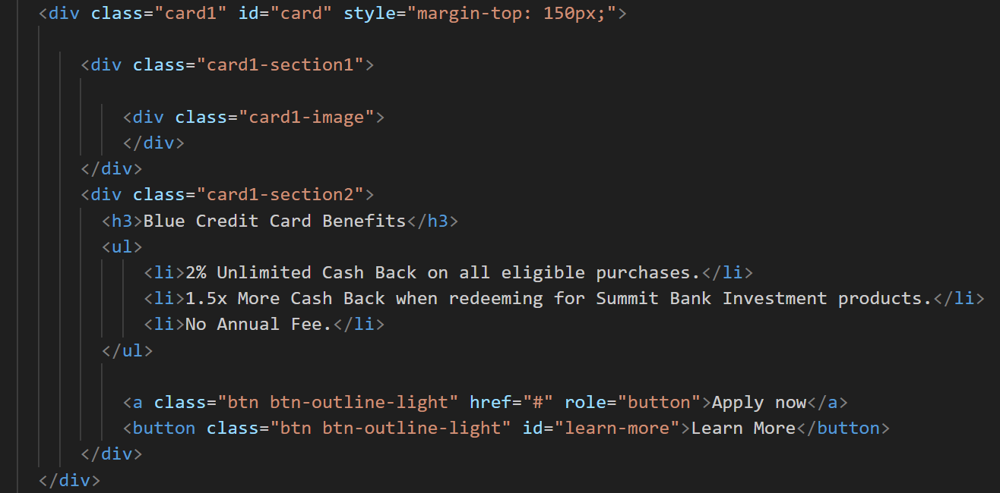 <div class="card1" id="card" style="margin-top: 150px;">
<div class="card1-section1">
<div class="card1-image">
</div>
</div>
<div class="card1-section2">
<h3>Blue Credit Card Benefits</h3>
<ul>
<li>2% Unlimited Cash Back on all eligible purchases.</li>
<li>1.5x More Cash Back when redeeming for Summit Bank Investment products.</li>
<li>No Annual Fee.</li>
</ul>
<a class="btn btn-outline-light" href="#" role="button">Apply now</a>
<button class="btn btn-outline-light" id="learn-more">Learn More</button>
</div>
</div>